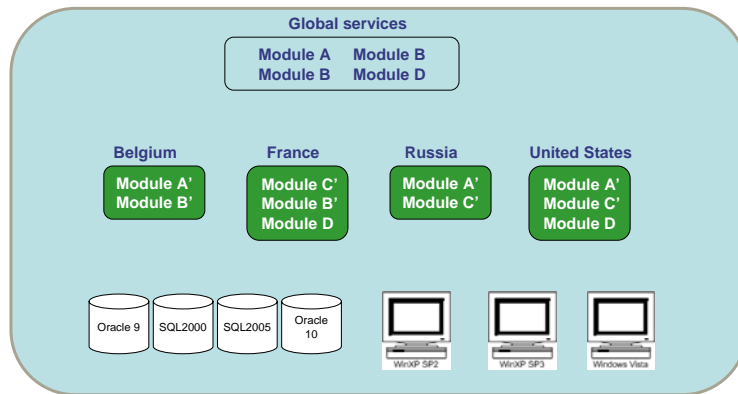 Global services
Module A Module B
Module B Module D
Belgium France Russia United States
Module A’
Module B’
Module C’
Module B’
Module D
Module A’
Module C’
Module A’
Module C’
Module D
Oracle 9
SQL2000
SQL2005
Oracle
10
WinXP SP2
WinXP SP3
Windows Vista